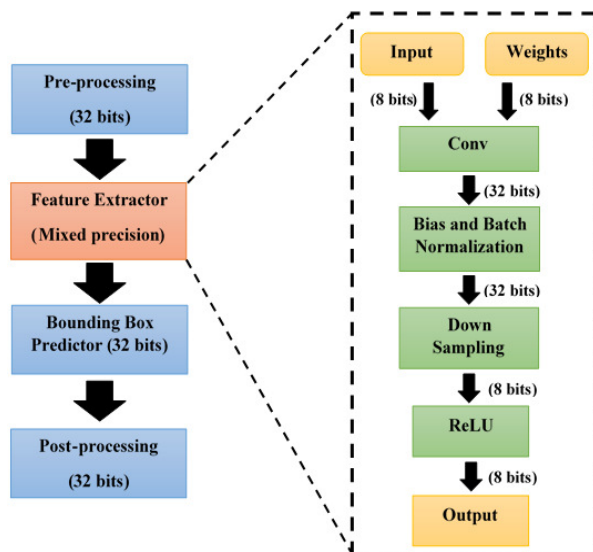 Pre-processing
(32 bits)
Feature Extractor
(Mixed precision)
Bounding Box
Predictor (32 bits)
Post-processing
(32 bits)
Input
Weights
(8 bits)
(8 bits)
Conv
(32 bits)
Bias and Batch
Normalization
(32 bits)
Down
Sampling
(8 bits)
ReLU
(8 bits)
Output